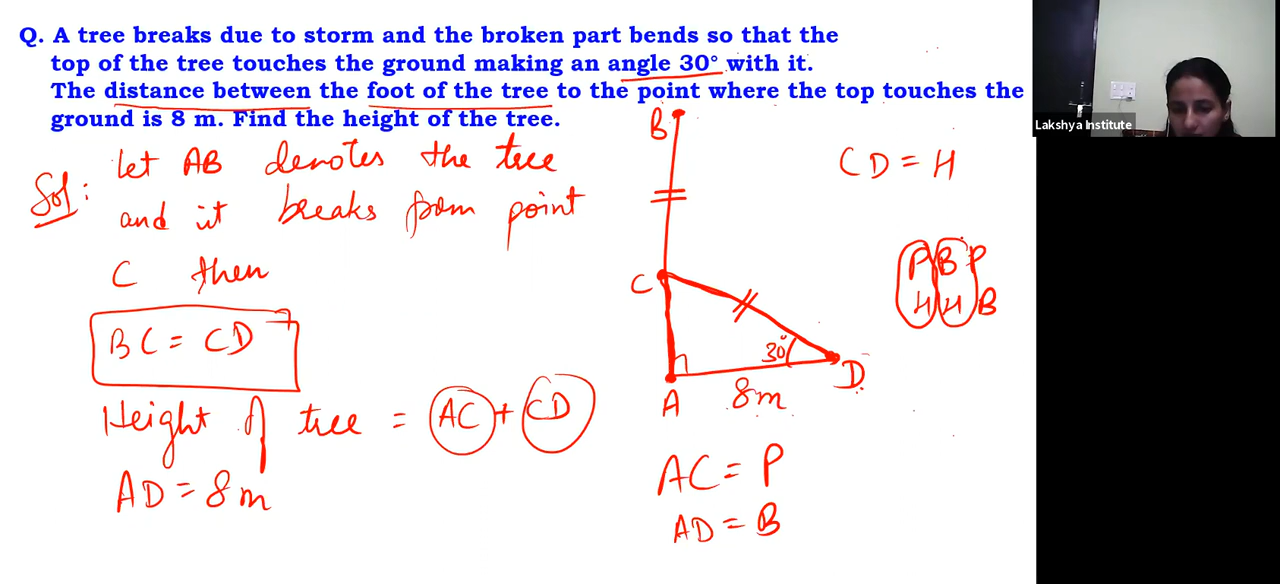 Q. A tree breaks due to storm and the broken part bends so that the
top of the tree touches the ground making an angle 30° with it.
The distance between the foot of the tree to the point where the top touches the
ground is 8 m. Find the height of the tree.
Lakshya Institute
Sol:
let AB denotes the tree
and it breaks from point
C then
BC = CD
Height of tree = AC + CD
AD = 8m
B
C
30°
A
8m
D
AC = P
AD = B
CD = H
P B P
H H B